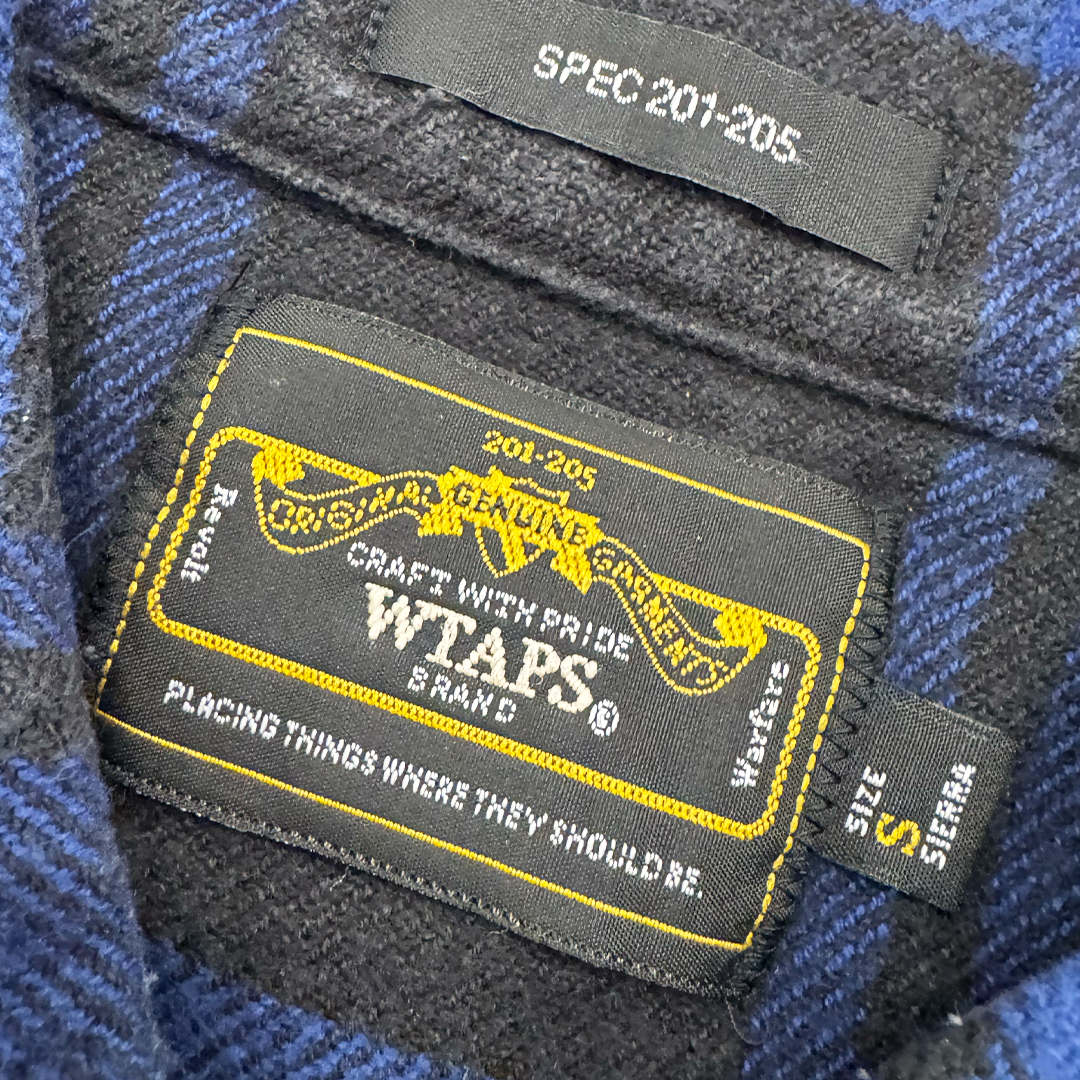 SPEC 201-205
201-205
ORIGINAL GENUINE GARMENTS
Revolt
CRAFT WITH PRIDE
WTAPS®
BRAND
Warfare
PLACING THINGS WHERE THEY SHOULD BE.
SIZE
S
SIERRA